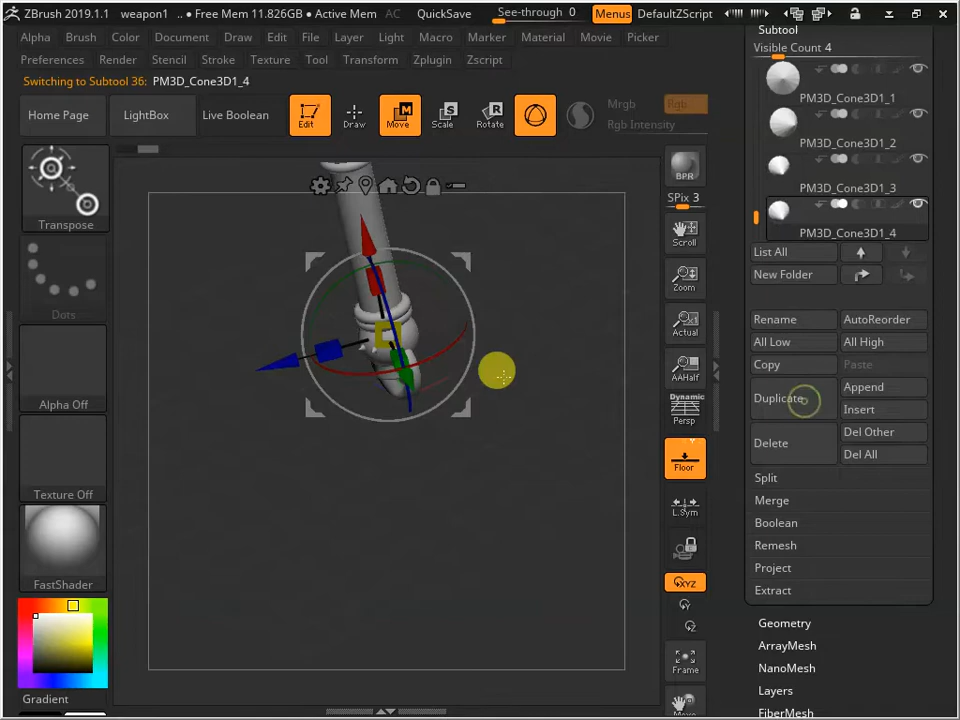 ZBrush 2019.1.1 weapon1 .. • Free Mem 11.826GB • Active Mem AC QuickSave See-through 0 Menus DefaultZScript
Alpha Brush Color Document Draw Edit File Layer Light Macro Marker Material Movie Picker
Preferences Render Stencil Stroke Texture Tool Transform Zplugin Zscript
Switching to Subtool 36: PM3D_Cone3D1_4
Home Page LightBox Live Boolean Edit Draw Move Scale Rotate Mrgb Rgb
Rgb Intensity
Transpose
Dots
Alpha Off
Texture Off
FastShader
Gradient
BPR
SPix 3
Scroll
Zoom
Actual
AAHalf
Dynamic
Persp
Floor
L.Sym
XYZ
Frame
Move
Subtool
Visible Count 4
PM3D_Cone3D1_1
PM3D_Cone3D1_2
PM3D_Cone3D1_3
PM3D_Cone3D1_4
List All
New Folder
Rename AutoReorder
All Low All High
Copy Paste
Duplicate Append
Insert
Delete Del Other
Del All
Split
Merge
Boolean
Remesh
Project
Extract
Geometry
ArrayMesh
NanoMesh
Layers
FiberMesh